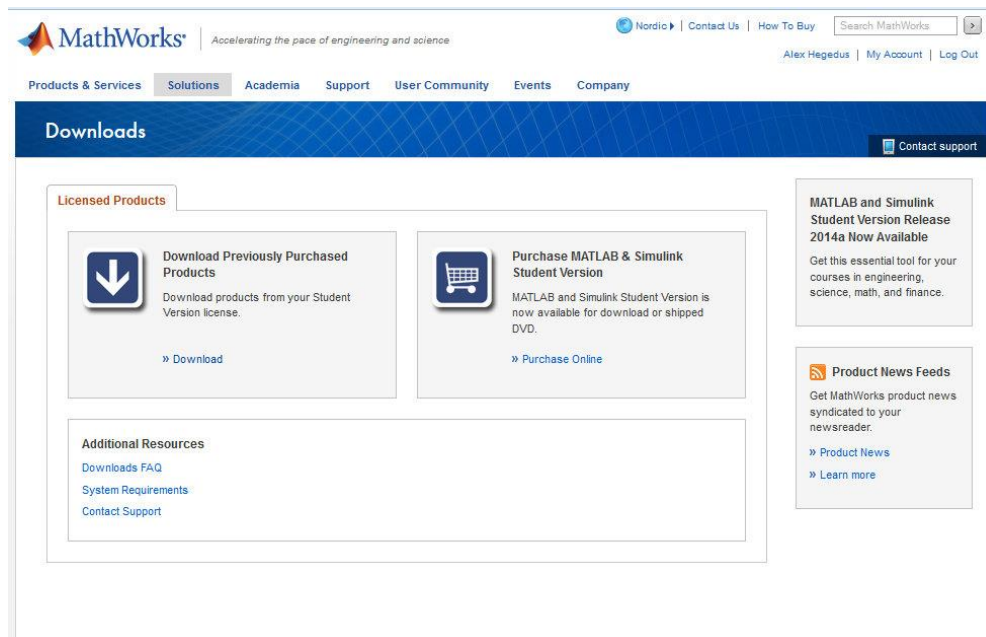 MathWorks®
Accelerating the pace of engineering and science
Nordic | Contact Us | How To Buy
Search MathWorks
>
Alex Hegedus | My Account | Log Out
Products & Services
Solutions
Academia
Support
User Community
Events
Company
Downloads
Contact support
Licensed Products
Download Previously Purchased
Products
Download products from your Student
Version license.
» Download
Purchase MATLAB & Simulink
Student Version
MATLAB and Simulink Student Version is
now available for download or shipped
DVD.
» Purchase Online
Additional Resources
Downloads FAQ
System Requirements
Contact Support
MATLAB and Simulink
Student Version Release
2014a Now Available
Get this essential tool for your
courses in engineering,
science, math, and finance.
Product News Feeds
Get MathWorks product news
syndicated to your
newsreader.
» Product News
» Learn more